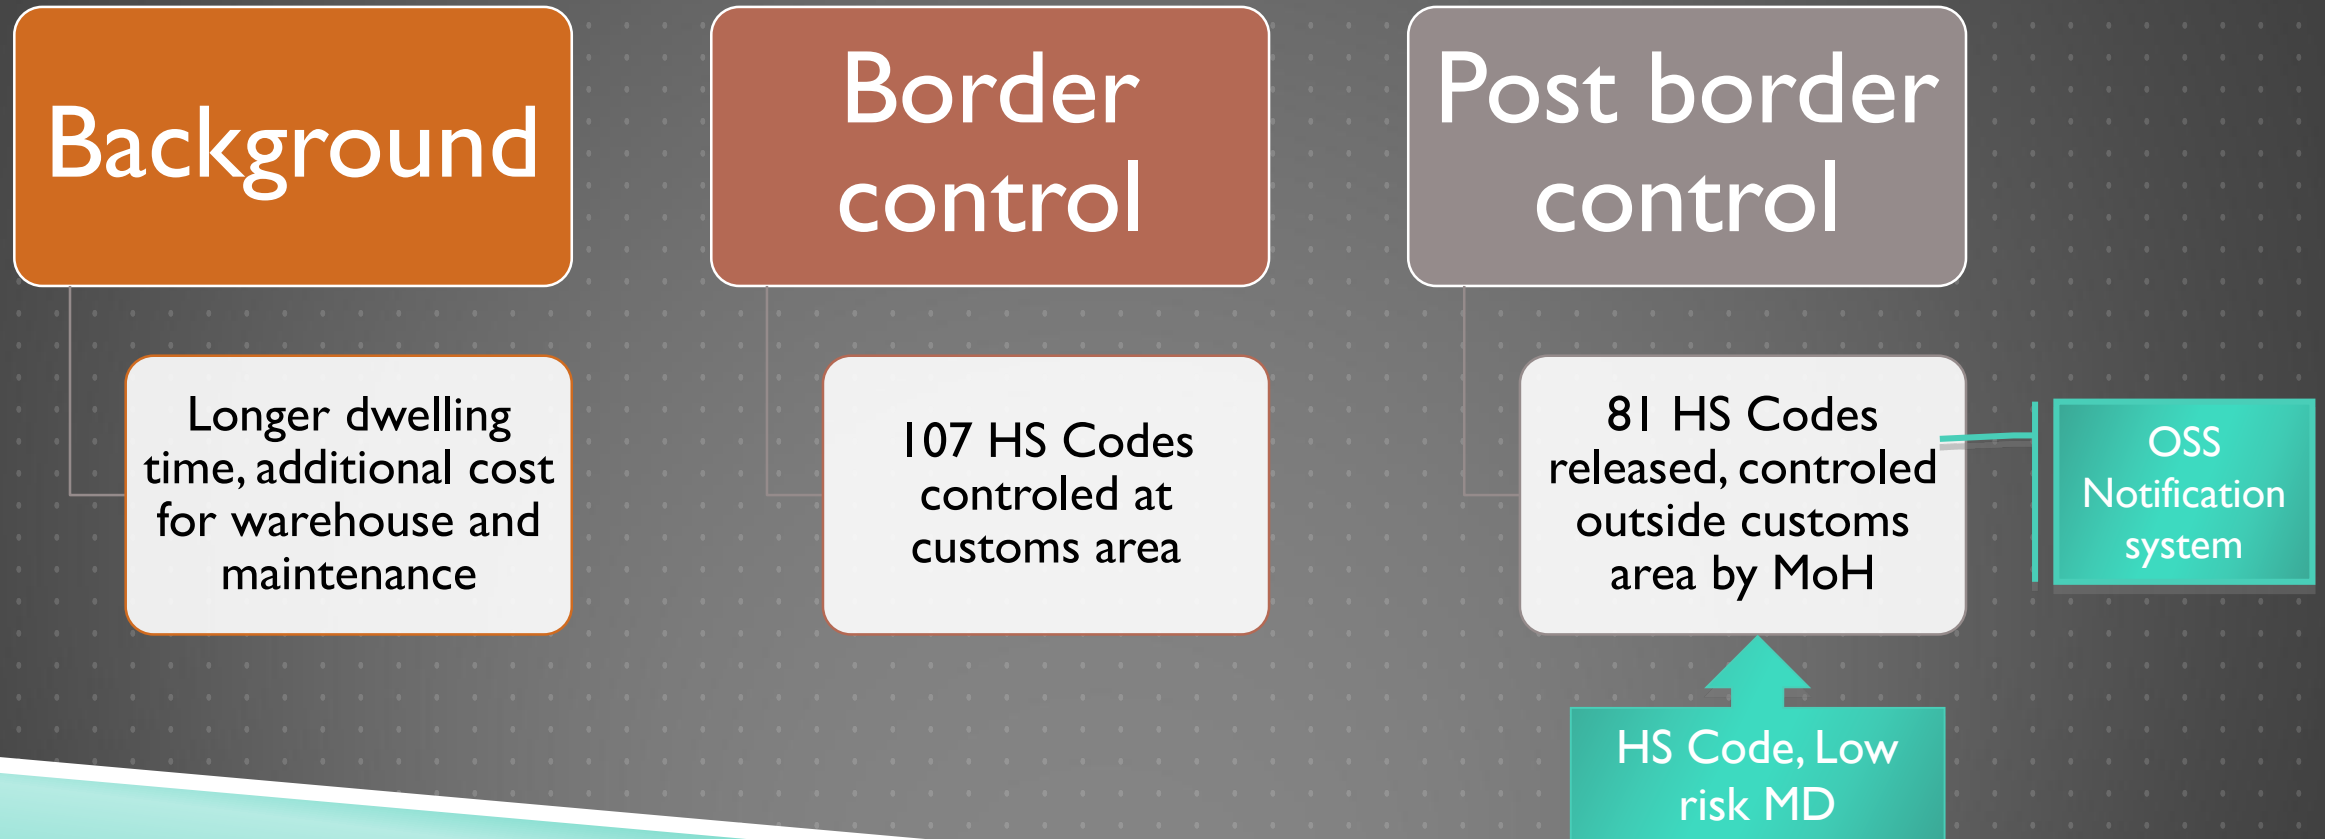 Background
Longer dwelling
time, additional cost
for warehouse and
maintenance
Border
control
107 HS Codes
controled at
customs area
Post border
control
81 HS Codes
released, controled
outside customs
area by MoH
OSS
Notification
system
HS Code, Low
risk MD